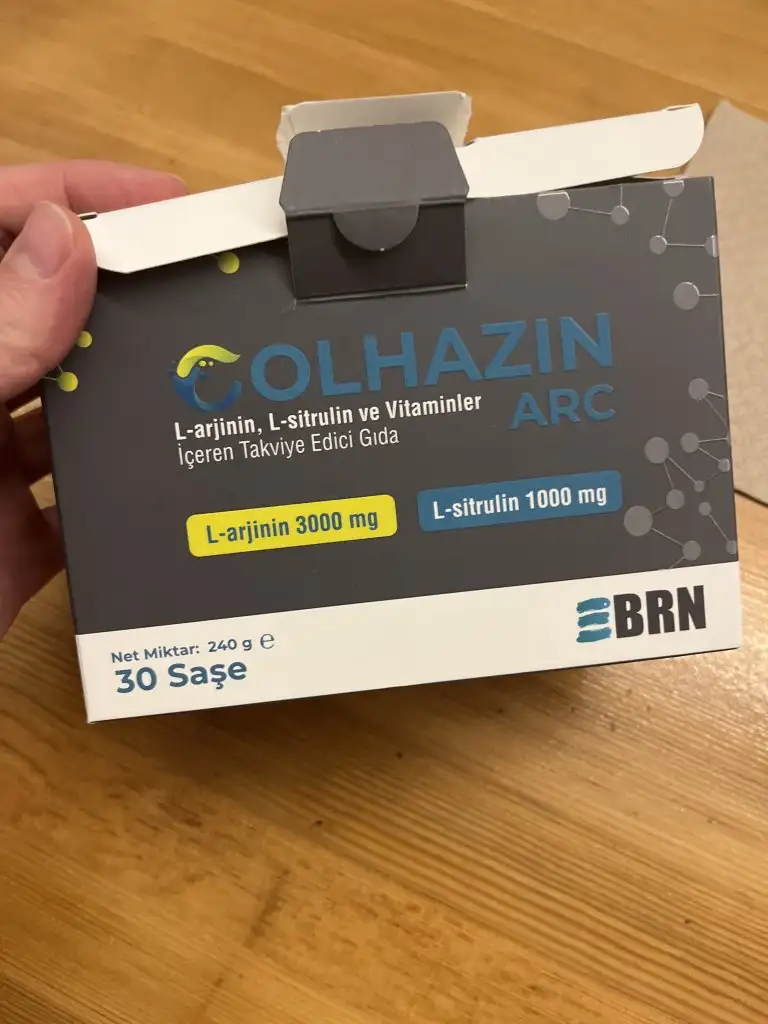 COLHAZIN
ARC
L-arjinin, L-sitrulin ve Vitaminler
İçeren Takviye Edici Gıda
L-arjinin 3000 mg
L-sitrulin 1000 mg
BRN
Net Miktar: 240 g ℮
30 Saşe